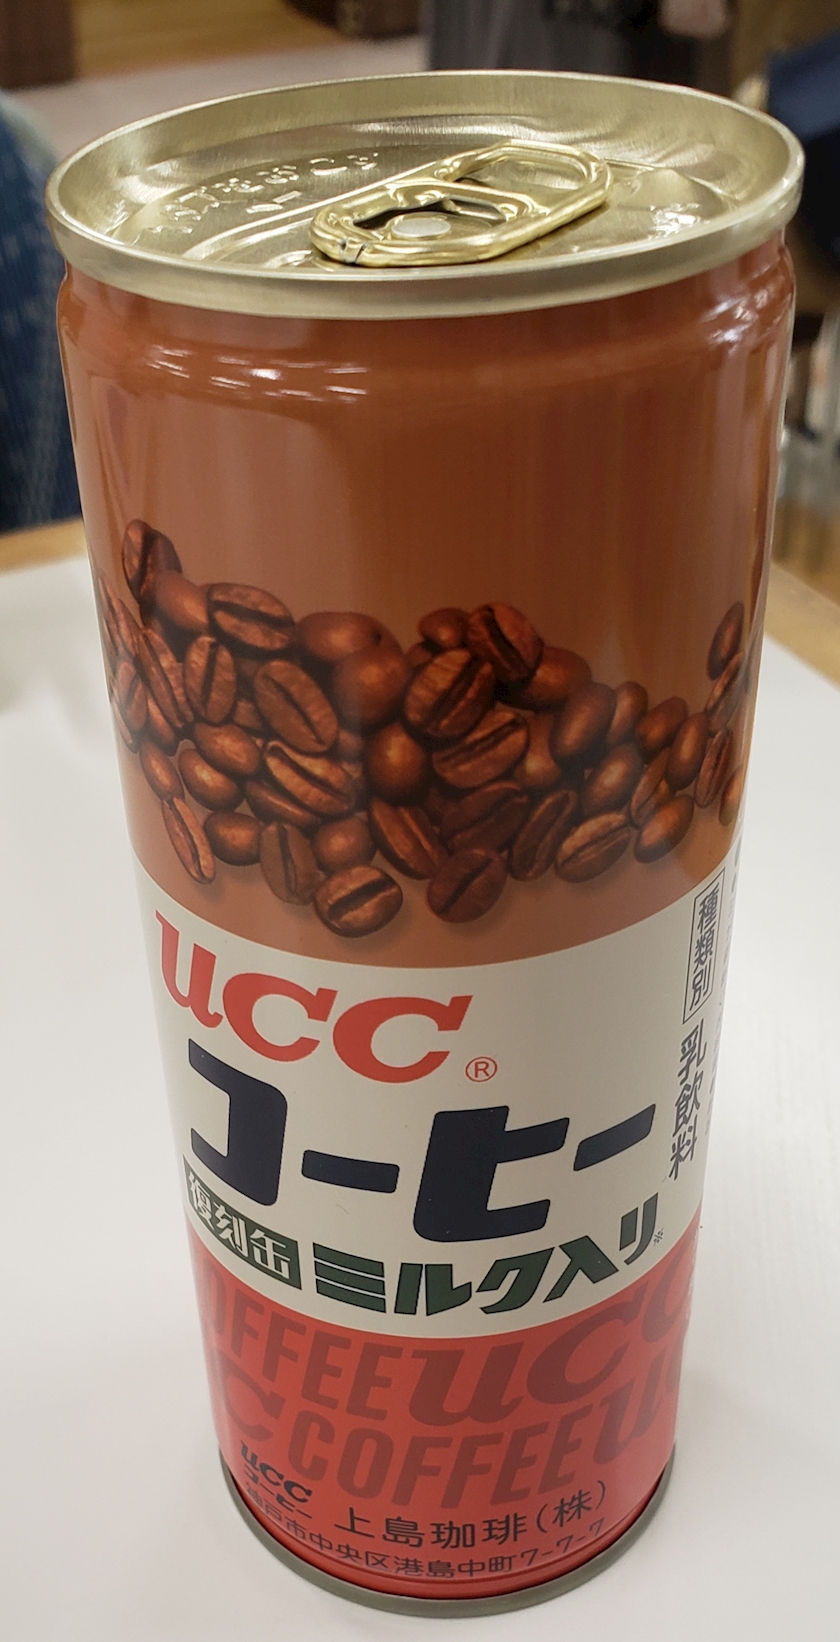 UCC®
コーヒー
復刻缶 ミルク入り※
種類別
乳飲料
COFFEE UCC
COFFEE
UCC
コーヒー
上島珈琲(株)
神戸市中央区港島中町7-7-7